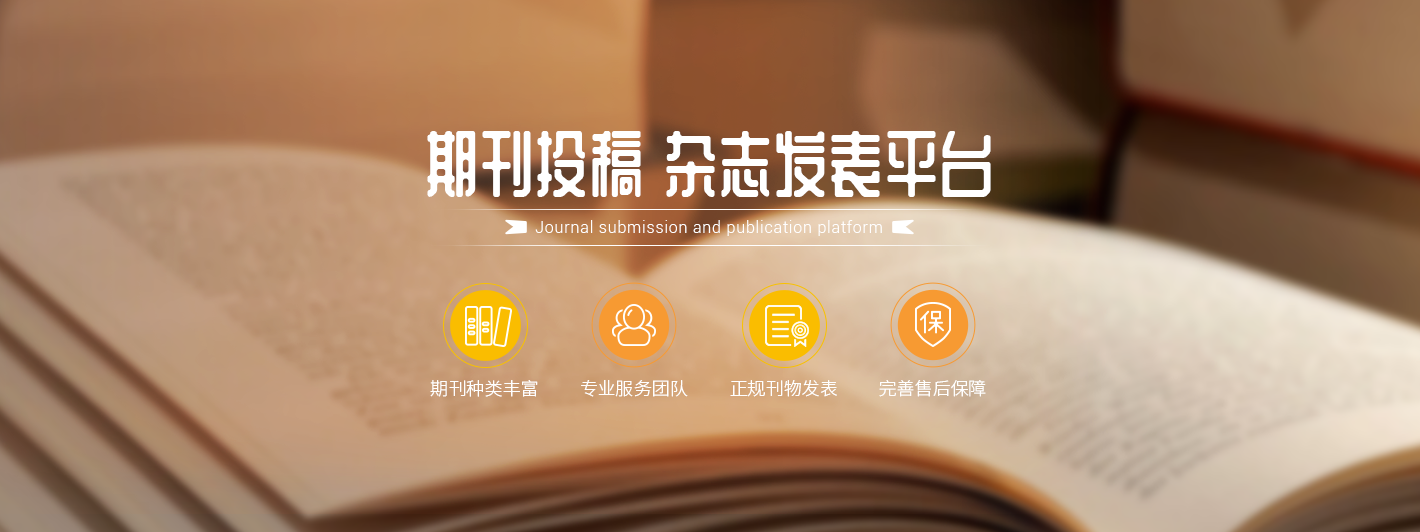 期刊投稿 杂志发表平台
Journal submission and publication platform
保
期刊种类丰富
专业服务团队
正规刊物发表
完善售后保障